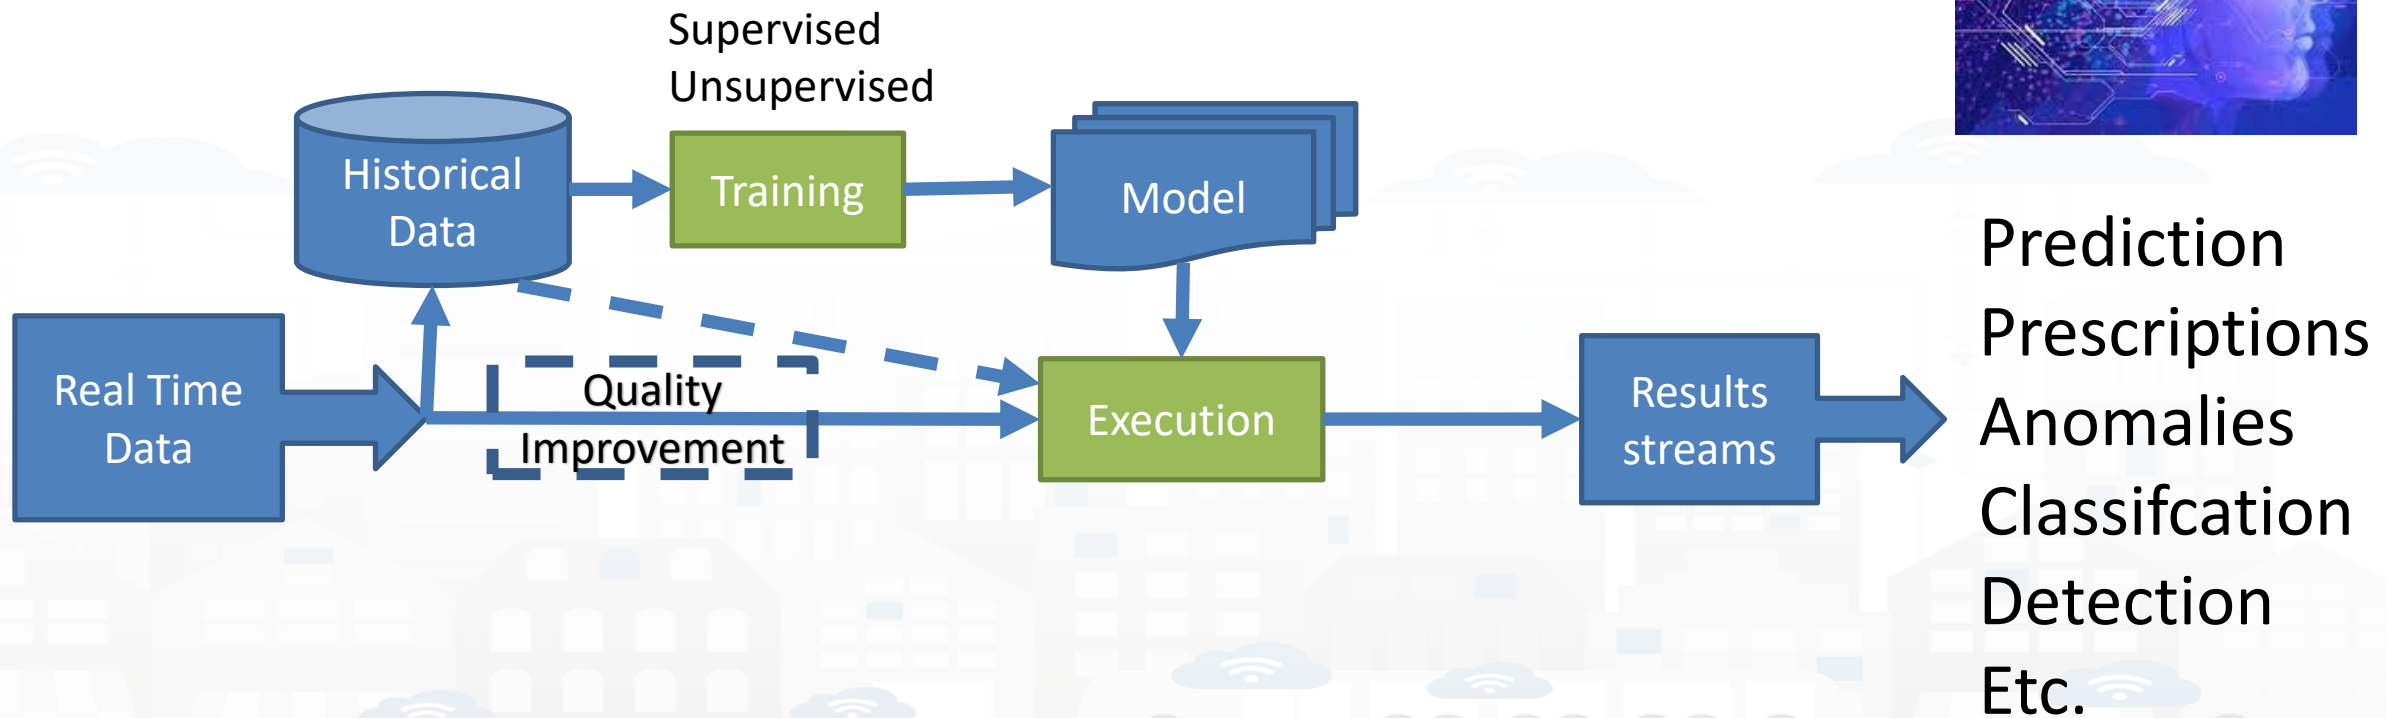 Supervised
Unsupervised
Historical
Data
Training
Model
Real Time
Data
Quality
Improvement
Execution
Results
streams
Prediction
Prescriptions
Anomalies
Classifcation
Detection
Etc.